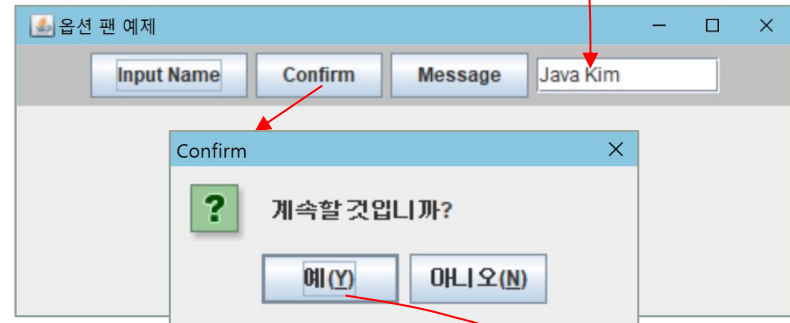 옵션 팬 예제
Input Name Confirm Message Java Kim
Confirm
?
계속할 것입니까?
예(Y) 아니오(N)